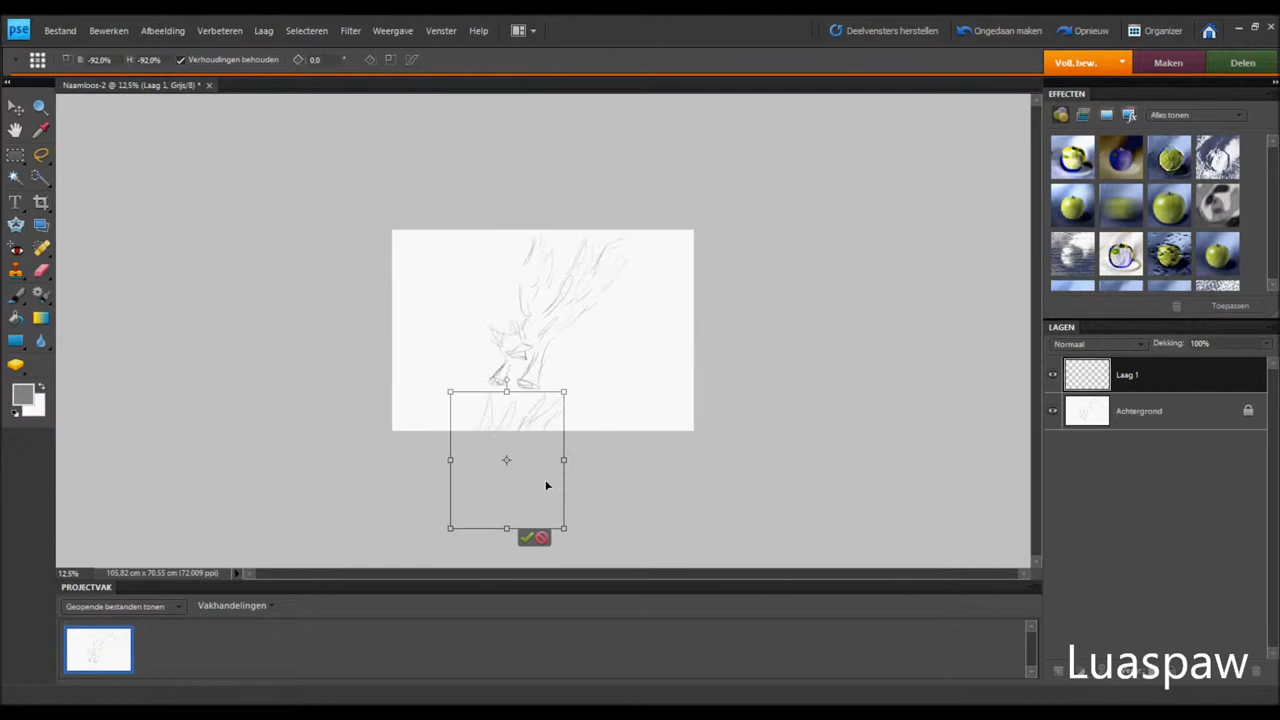 pse Bestand Bewerken Afbeelding Verbeteren Laag Selecteren Filter Weergave Venster Help Deelvensters herstellen Ongedaan maken Opnieuw Organizer
B: -92,0% H: -92,0% Verhoudingen behouden 0,0 ° Voll. bew. Maken Delen
Naamloos-2 @ 12,5% (Laag 1, Grijs/8) *
EFFECTEN
Alles tonen
Toepassen
LAGEN
Normaal Dekking: 100%
Laag 1
Achtergrond
12,5% 105,82 cm x 70,55 cm (72.009 ppi)
PROJECTVAK
Geopende bestanden tonen Vakhandelingen
Luaspaw